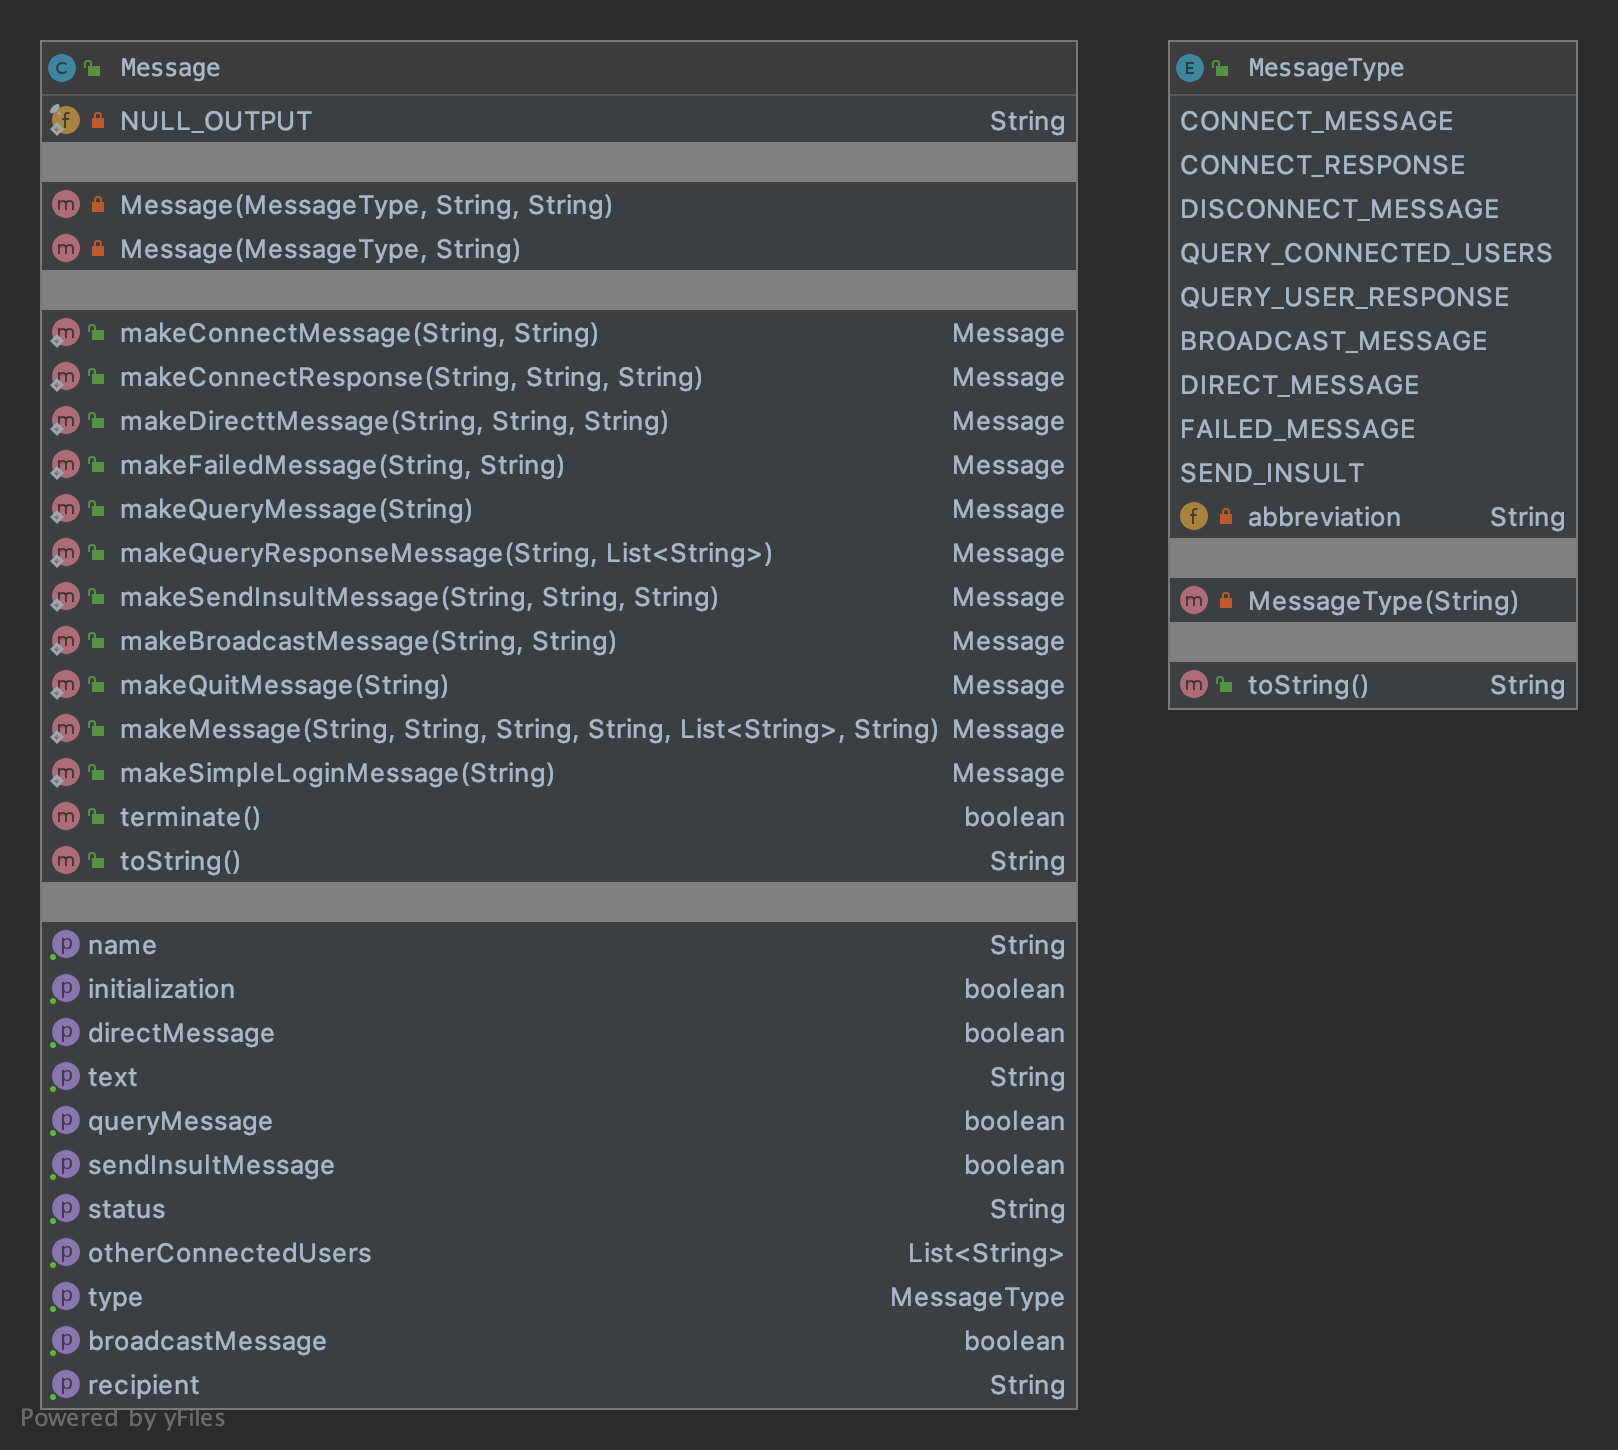 Message
NULL_OUTPUT String
Message(MessageType, String, String)
Message(MessageType, String)
makeConnectMessage(String, String) Message
makeConnectResponse(String, String, String) Message
makeDirecttMessage(String, String, String) Message
makeFailedMessage(String, String) Message
makeQueryMessage(String) Message
makeQueryResponseMessage(String, List<String>) Message
makeSendInsultMessage(String, String, String) Message
makeBroadcastMessage(String, String) Message
makeQuitMessage(String) Message
makeMessage(String, String, String, String, List<String>, String) Message
makeSimpleLoginMessage(String) Message
terminate() boolean
toString() String
name String
initialization boolean
directMessage boolean
text String
queryMessage boolean
sendInsultMessage boolean
status String
otherConnectedUsers List<String>
type MessageType
broadcastMessage boolean
recipient String
MessageType
CONNECT_MESSAGE
CONNECT_RESPONSE
DISCONNECT_MESSAGE
QUERY_CONNECTED_USERS
QUERY_USER_RESPONSE
BROADCAST_MESSAGE
DIRECT_MESSAGE
FAILED_MESSAGE
SEND_INSULT
abbreviation String
MessageType(String)
toString() String
Powered by yFiles